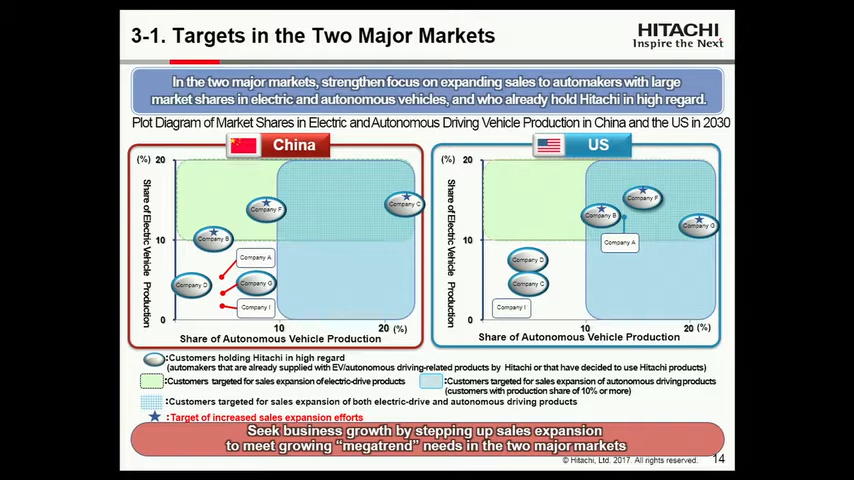 3-1. Targets in the Two Major Markets
HITACHI
Inspire the Next
In the two major markets, strengthen focus on expanding sales to automakers with large
market shares in electric and autonomous vehicles, and who already hold Hitachi in high regard.
Plot Diagram of Market Shares in Electric and Autonomous Driving Vehicle Production in China and the US in 2030
China
(%)
20
10
0
Share of Electric Vehicle Production
Company F
Company C
Company B
Company A
Company D
Company G
Company I
10
20
(%)
Share of Autonomous Vehicle Production
US
(%)
20
10
0
Share of Electric Vehicle Production
Company F
Company B
Company G
Company A
Company D
Company C
Company I
10
20
(%)
Share of Autonomous Vehicle Production
:Customers holding Hitachi in high regard
(automakers that are already supplied with EV/autonomous driving-related products by Hitachi or that have decided to use Hitachi products)
:Customers targeted for sales expansion of electric-drive products
:Customers targeted for sales expansion of autonomous driving products
(customers with production share of 10% or more)
:Customers targeted for sales expansion of both electric-drive and autonomous driving products
:Target of increased sales expansion efforts
Seek business growth by stepping up sales expansion
to meet growing “megatrend” needs in the two major markets
© Hitachi, Ltd. 2017. All rights reserved.
14